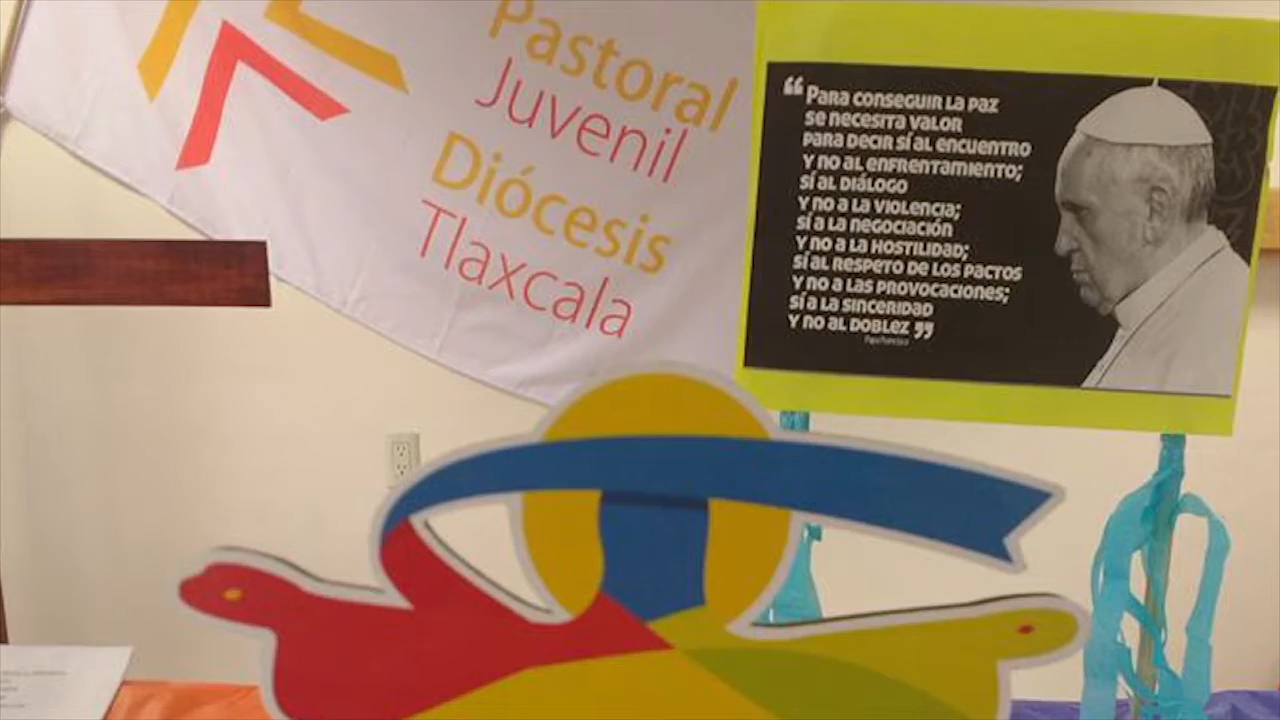 Pastoral
Juvenil
Diócesis
Tlaxcala
“Para conseguir la paz
se necesita valor
para decir sí al encuentro
y no al enfrentamiento;
sí al diálogo
y no a la violencia;
sí a la negociación
y no a la hostilidad;
sí al respeto de los pactos
y no a las provocaciones;
sí a la sinceridad
y no al doblez”
Papa Francisco